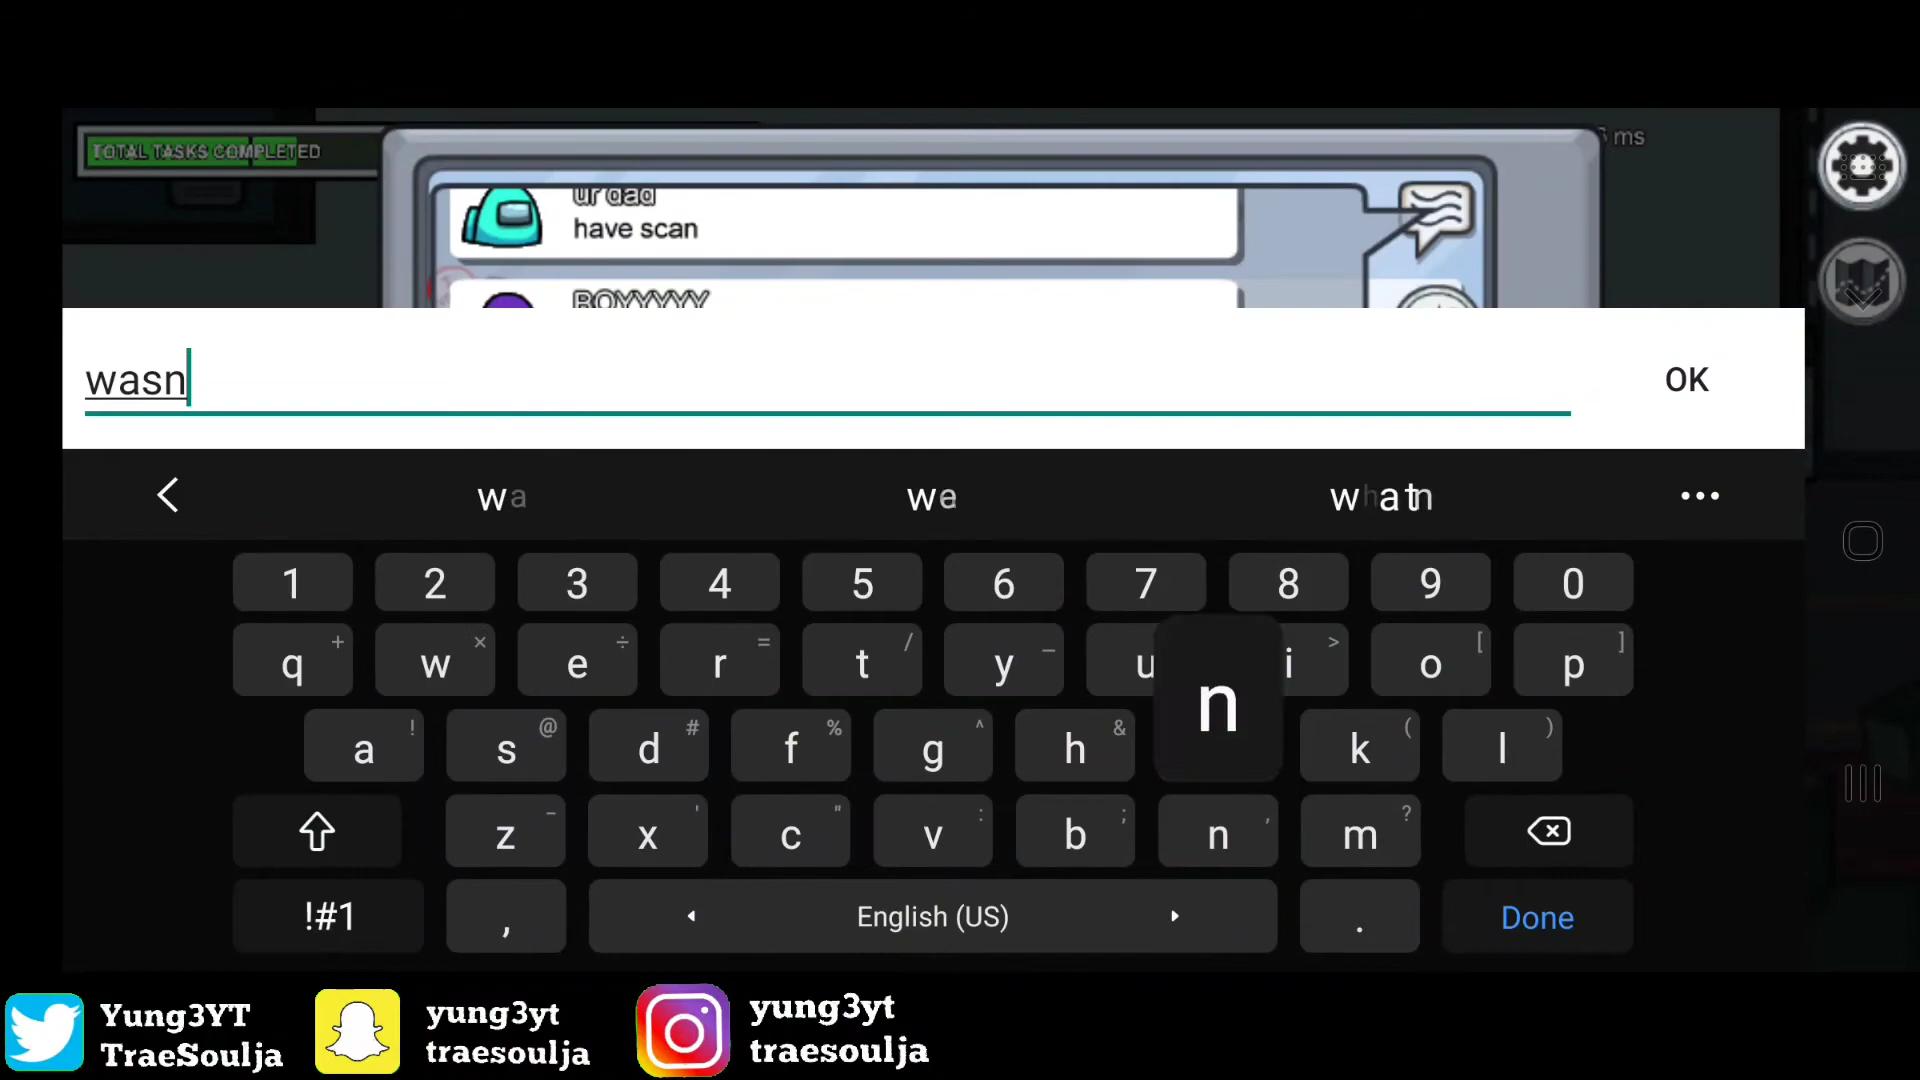 TOTAL TASKS COMPLETED
ms
ur dad
have scan
BOYYYYY
wasn
OK
wa we
1 2 3 4 5 6 7 8 9 0
q + w × e ÷ r = t / y _ u i > o [ p ]
n
a ! s @ d # f % g ^ h & k ( l )
z - x ' c " v : b ; n , m ?
!#1 , English (US) . Done
Yung3YT
TraeSoulja
yung3yt
traesoulja
yung3yt
traesoulja